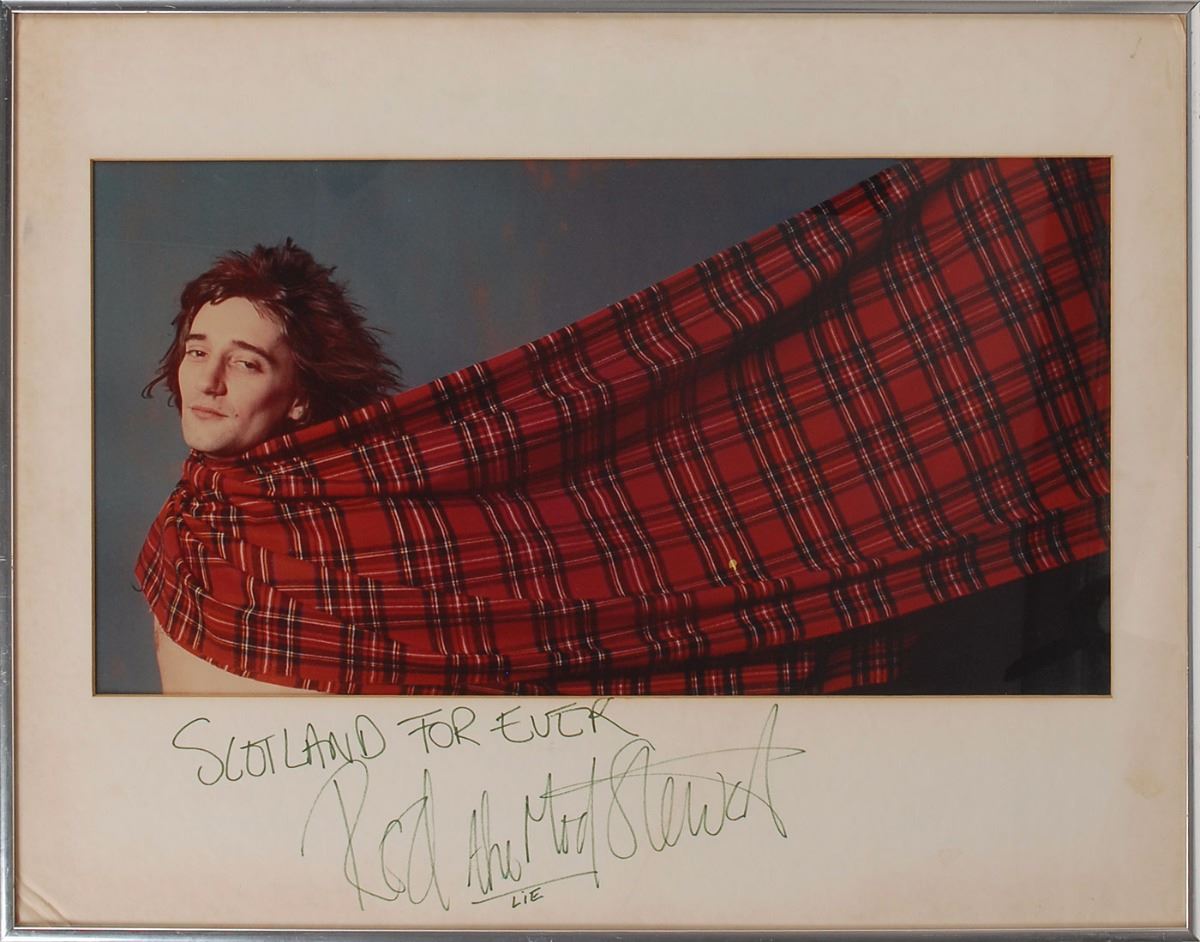 SCOTLAND FOR EVER
Rod the Mod Stewart
LiE